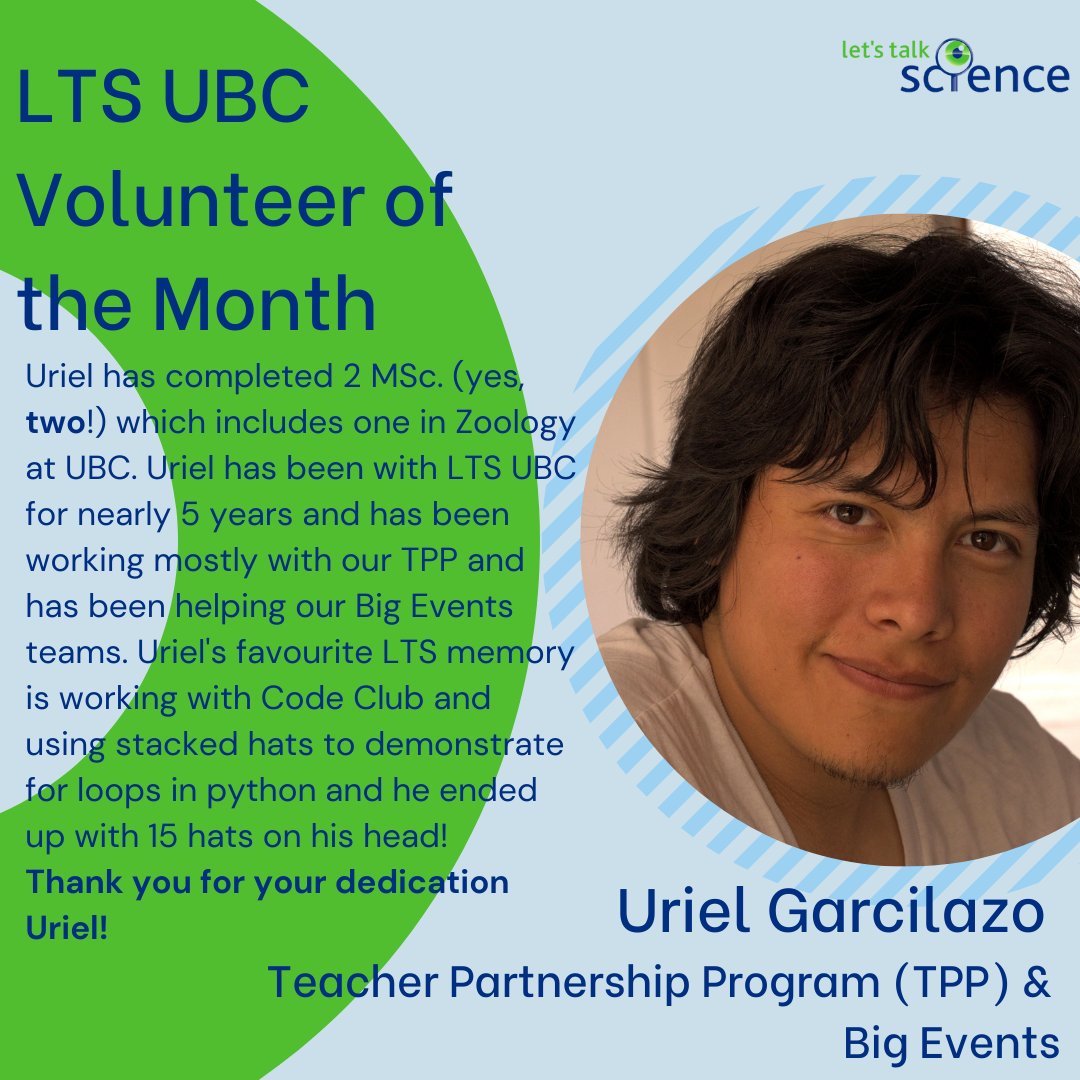 let's talk
science
LTS UBC
Volunteer of
the Month
Uriel has completed 2 MSc. (yes,
two!) which includes one in Zoology
at UBC. Uriel has been with LTS UBC
for nearly 5 years and has been
working mostly with our TPP and
has been helping our Big Events
teams. Uriel's favourite LTS memory
is working with Code Club and
using stacked hats to demonstrate
for loops in python and he ended
up with 15 hats on his head!
Thank you for your dedication
Uriel!
Uriel Garcilazo
Teacher Partnership Program (TPP) &
Big Events